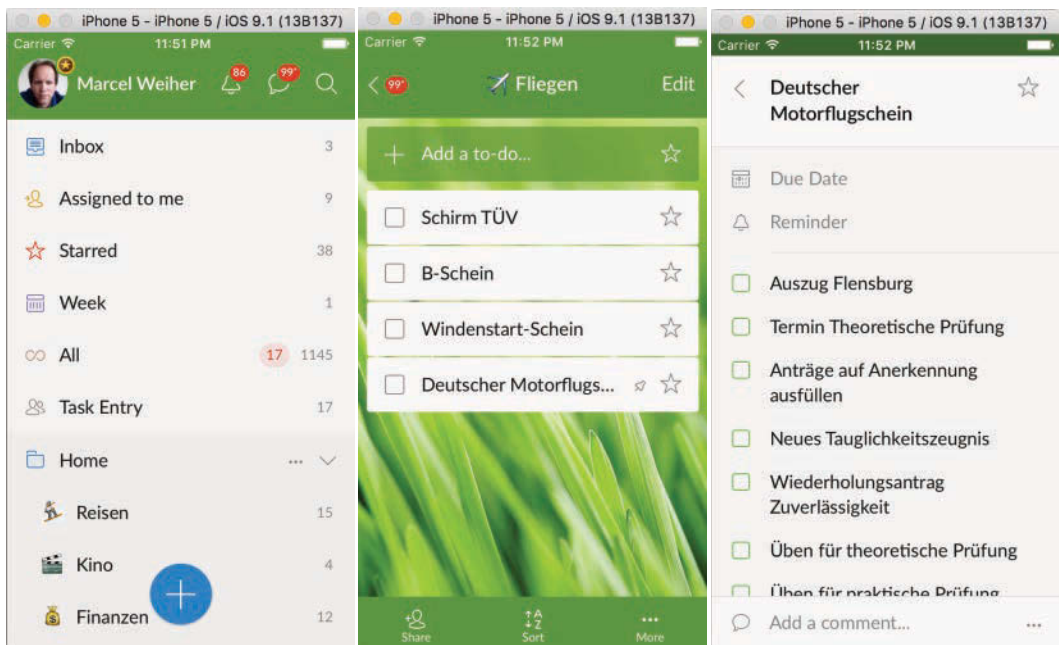 iPhone 5 - iPhone 5 / iOS 9.1 (13B137)
Carrier 11:51 PM
Marcel Weiher 86 99+
Inbox 3
Assigned to me 9
Starred 38
Week 1
All 17 1145
Task Entry 17
Home
Reisen 15
Kino 4
Finanzen 12
iPhone 5 - iPhone 5 / iOS 9.1 (13B137)
Carrier 11:52 PM
99+ Fliegen Edit
Add a to-do...
Schirm TÜV
B-Schein
Windenstart-Schein
Deutscher Motorflugs...
Share Sort More
iPhone 5 - iPhone 5 / iOS 9.1 (13B137)
Carrier 11:52 PM
Deutscher
Motorflugschein
Due Date
Reminder
Auszug Flensburg
Termin Theoretische Prüfung
Anträge auf Anerkennung
ausfüllen
Neues Tauglichkeitszeugnis
Wiederholungsantrag
Zuverlässigkeit
Üben für theoretische Prüfung
Üben für praktische Prüfung
Add a comment...